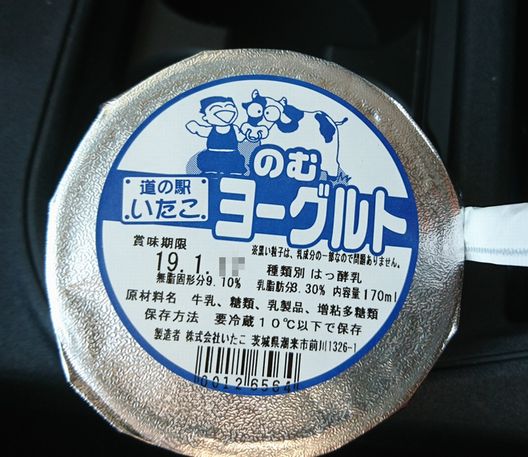 のむ
ヨーグルト
道の駅
いたこ
賞味期限
19.1.
※黒い粒子は、乳成分の一部なので問題ありません。
種類別 はっ酵乳
無脂固形分9.10% 乳脂肪分3.30% 内容量170ml
原材料名 牛乳、糖類、乳製品、増粘多糖類
保存方法 要冷蔵10℃以下で保存
製造者 株式会社いたこ 茨城県潮来市前川1326-1
00126564